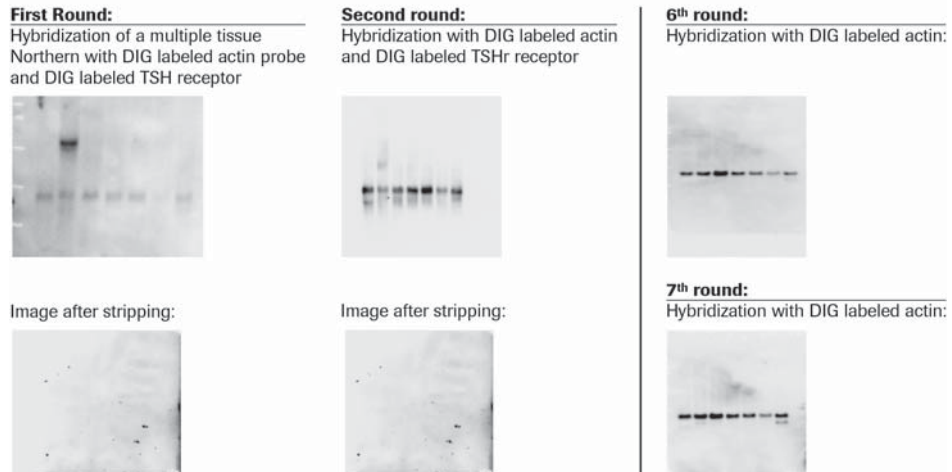 First Round:
Hybridization of a multiple tissue
Northern with DIG labeled actin probe
and DIG labeled TSH receptor
Image after stripping:
Second round:
Hybridization with DIG labeled actin
and DIG labeled TSHr receptor
Image after stripping:
6th round:
Hybridization with DIG labeled actin:
7th round:
Hybridization with DIG labeled actin: